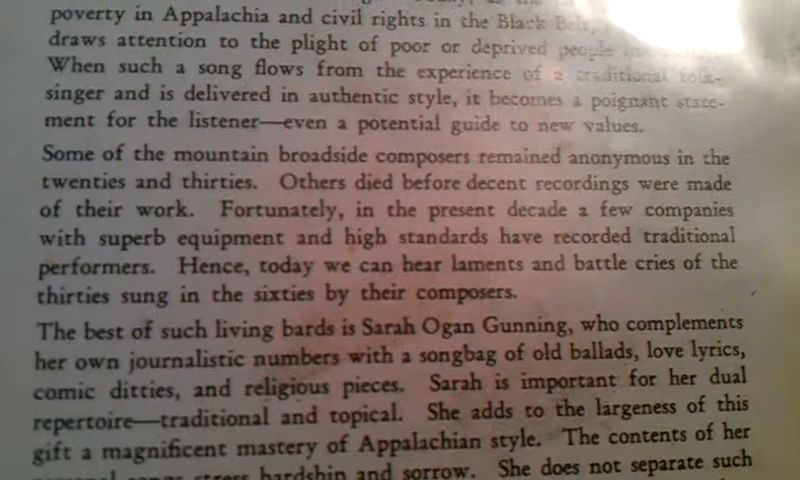 poverty in Appalachia and civil rights in the Black Belt,
draws attention to the plight of poor or deprived people
When such a song flows from the experience of a traditional folk-
singer and is delivered in authentic style, it becomes a poignant state-
ment for the listener—even a potential guide to new values.
Some of the mountain broadside composers remained anonymous in the
twenties and thirties. Others died before decent recordings were made
of their work. Fortunately, in the present decade a few companies
with superb equipment and high standards have recorded traditional
performers. Hence, today we can hear laments and battle cries of the
thirties sung in the sixties by their composers.
The best of such living bards is Sarah Ogan Gunning, who complements
her own journalistic numbers with a songbag of old ballads, love lyrics,
comic ditties, and religious pieces. Sarah is important for her dual
repertoire—traditional and topical. She adds to the largeness of this
gift a magnificent mastery of Appalachian style. The contents of her
songs stress hardship and sorrow. She does not separate such